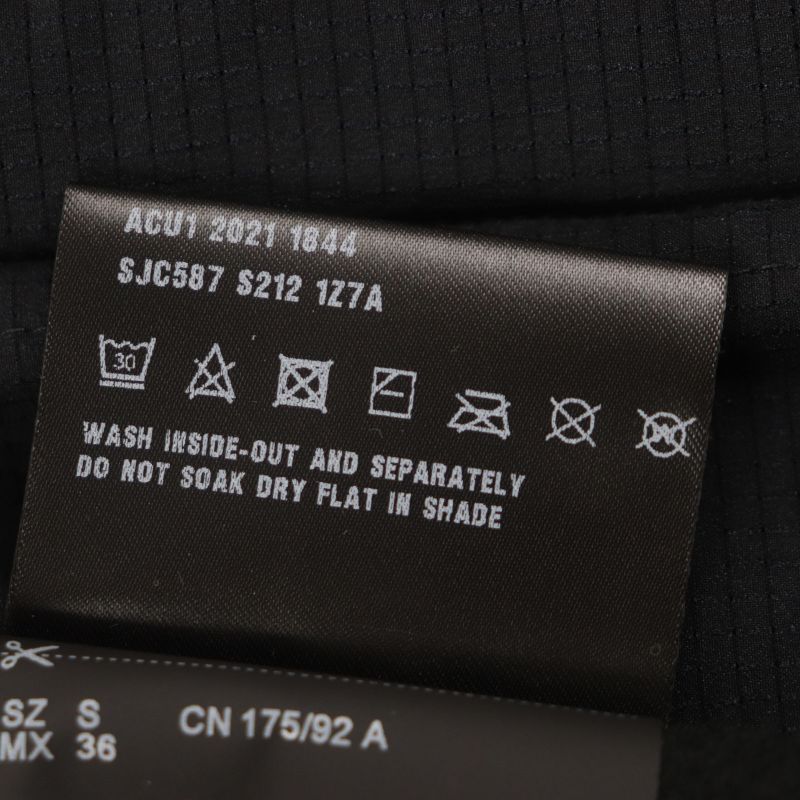 ACU1 2021 1844
SJC587 S212 1Z7A
30
W
WASH INSIDE-OUT AND SEPARATELY
DO NOT SOAK DRY FLAT IN SHADE
SZ S CN 175/92 A
MX 36